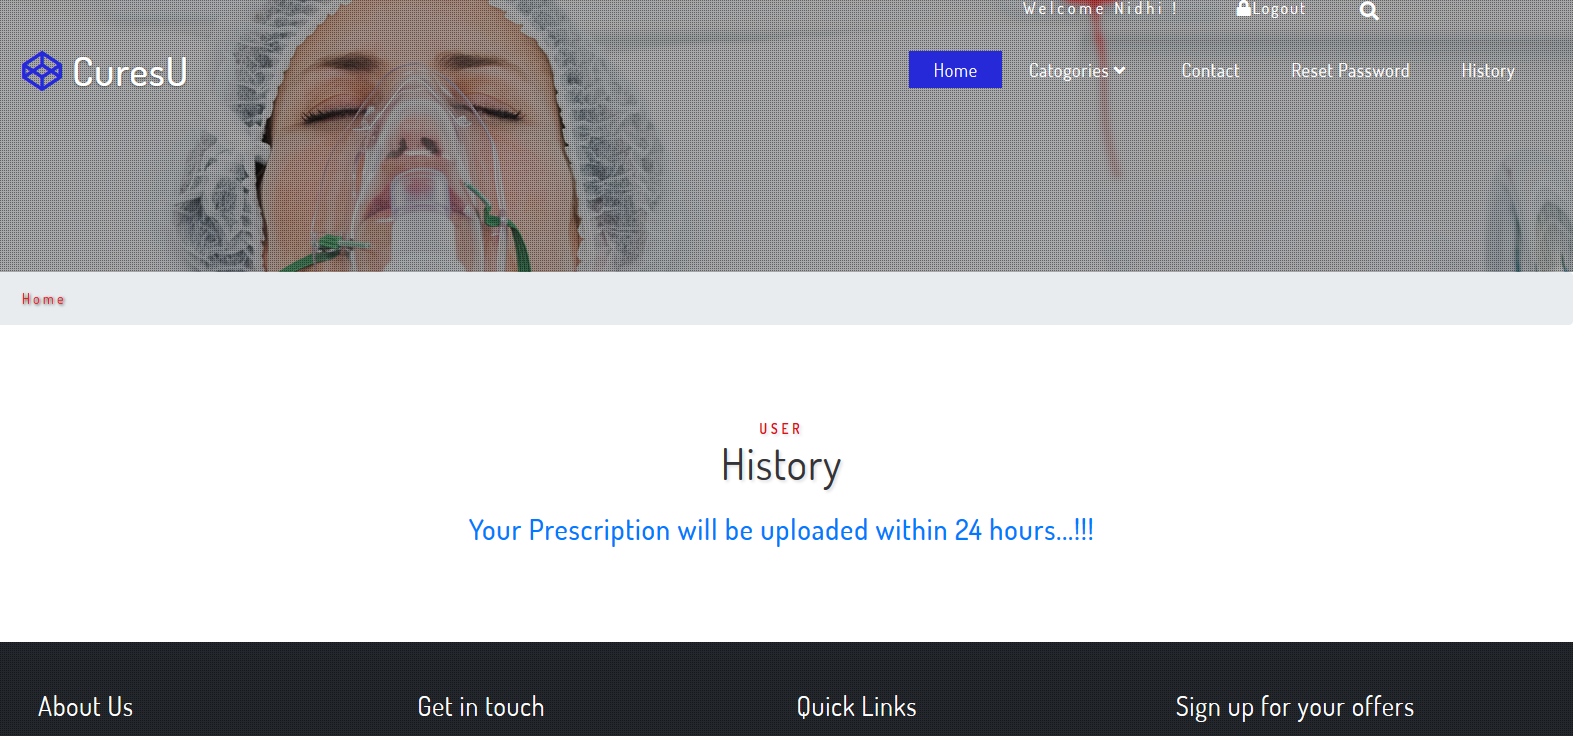 Welcome Nidhi ! Logout
CuresU
Home Catogories Contact Reset Password History
Home
USER
History
Your Prescription will be uploaded within 24 hours...!!!
About Us Get in touch Quick Links Sign up for your offers